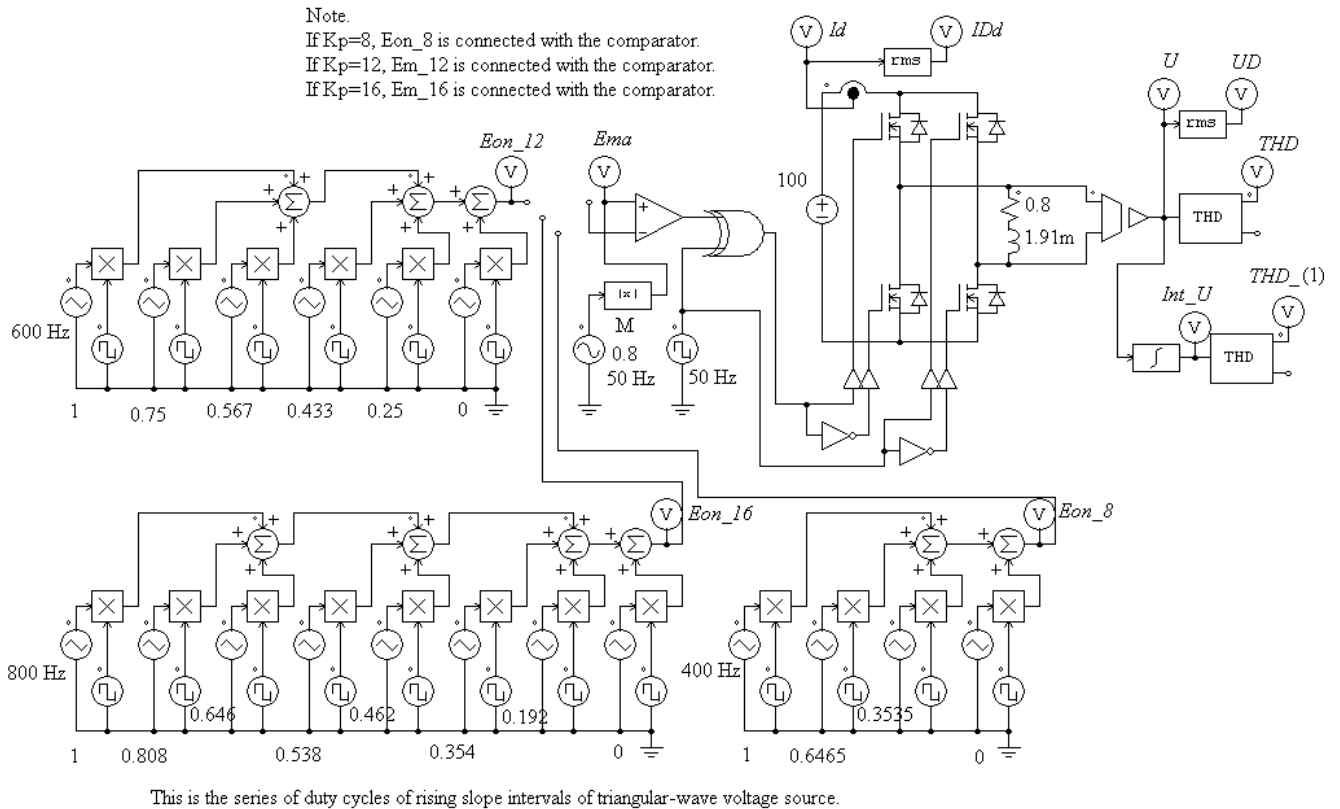 Note.
If Kp=8, Eon_8 is connected with the comparator.
If Kp=12, Em_12 is connected with the comparator.
If Kp=16, Em_16 is connected with the comparator.
V Id
V IDd
rms
V U
V UD
rms
V THD
THD
V Eon_12
V Ema
100
0.8
1.91m
V THD_(1)
V Int_U
THD
|x|
M
0.8
50 Hz
50 Hz
600 Hz
1 0.75 0.567 0.433 0.25 0
V Eon_16
V Eon_8
800 Hz
0.646 0.462 0.192
1 0.808 0.538 0.354 0
400 Hz
0.3535
1 0.6465 0
This is the series of duty cycles of rising slope intervals of triangular-wave voltage source.